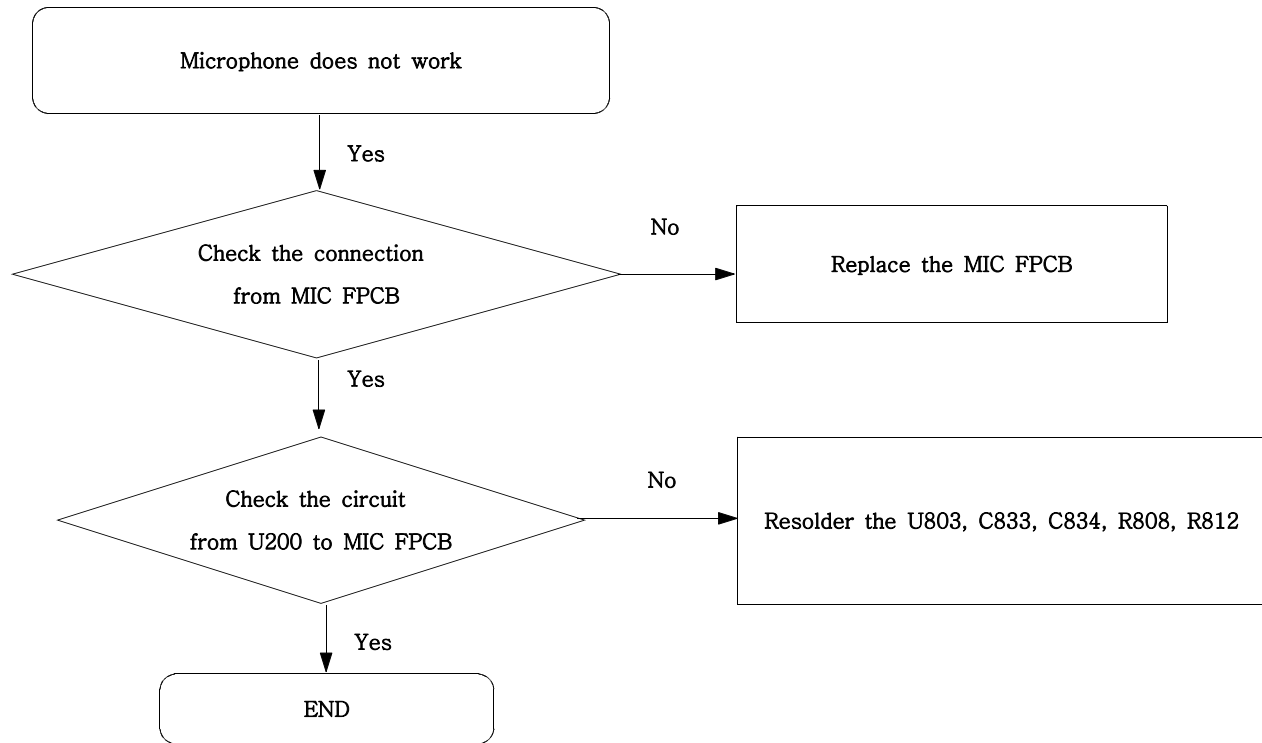 Microphone does not work
Yes
Check the connection
from MIC FPCB
No
Replace the MIC FPCB
Yes
Check the circuit
from U200 to MIC FPCB
No
Resolder the U803, C833, C834, R808, R812
Yes
END